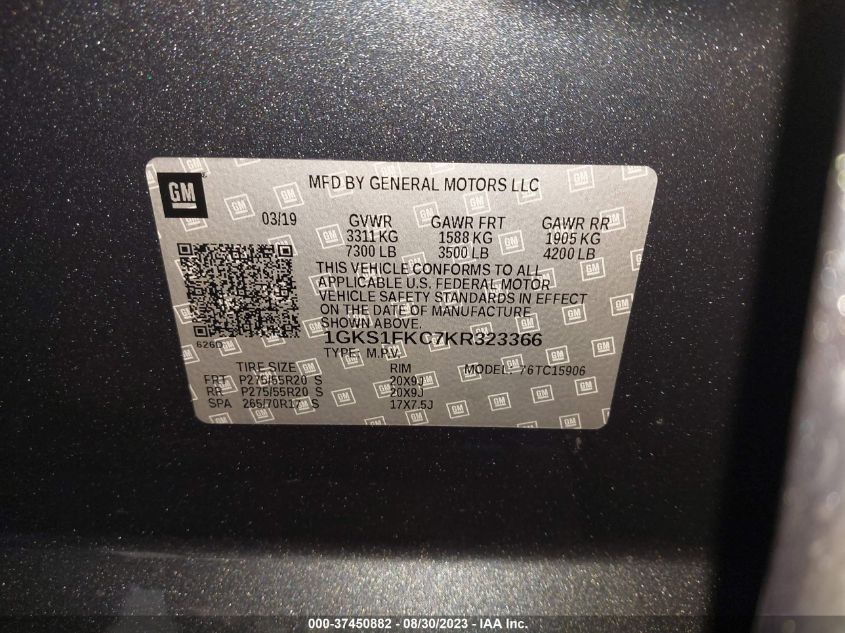 GM
MFD BY GENERAL MOTORS LLC
03/19 GVWR GAWR FRT GAWR RR
3311 KG 1588 KG 1905 KG
7300 LB 3500 LB 4200 LB
THIS VEHICLE CONFORMS TO ALL
APPLICABLE U.S. FEDERAL MOTOR
VEHICLE SAFETY STANDARDS IN EFFECT
ON THE DATE OF MANUFACTURE
SHOWN ABOVE.
626D
1GKS1FKC7KR323366
TYPE: M.P.V.
TIRE SIZE RIM MODEL: 76TC15906
FRT P275/55R20 S 20X9J
RR P275/55R20 S 20X9J
SPA 265/70R17 S 17X7.5J
000-37450882 / 08/30/2023 - IAA Inc.